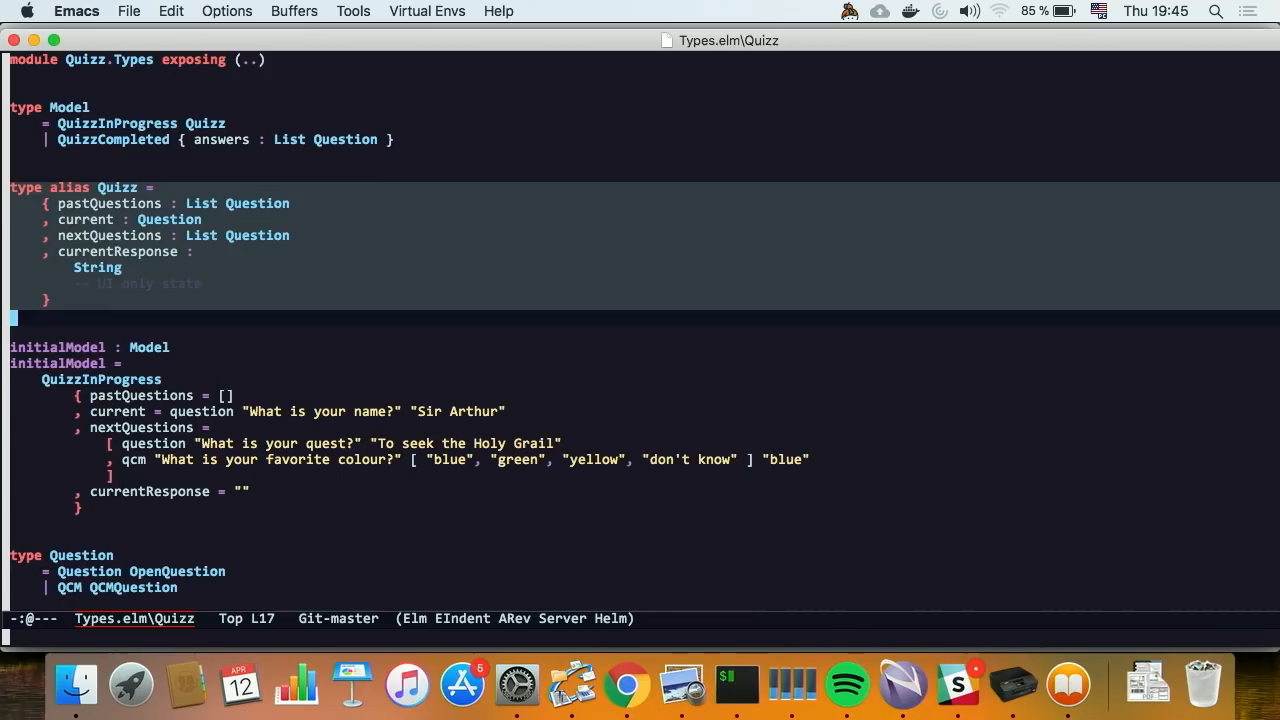 Emacs File Edit Options Buffers Tools Virtual Envs Help 85 % Thu 19:45
Types.elm\Quizz
module Quizz.Types exposing (..)
type Model
= QuizzInProgress Quizz
| QuizzCompleted { answers : List Question }
type alias Quizz =
{ pastQuestions : List Question
, current : Question
, nextQuestions : List Question
, currentResponse :
String
-- UI only state
}
initialModel : Model
initialModel =
QuizzInProgress
{ pastQuestions = []
, current = question "What is your name?" "Sir Arthur"
, nextQuestions =
[ question "What is your quest?" "To seek the Holy Grail"
, qcm "What is your favorite colour?" [ "blue", "green", "yellow", "don't know" ] "blue"
]
, currentResponse = ""
}
type Question
= Question OpenQuestion
| QCM QCMQuestion
-:@--- Types.elm\Quizz Top L17 Git-master (Elm EIndent ARev Server Helm)
APR
12
5
$